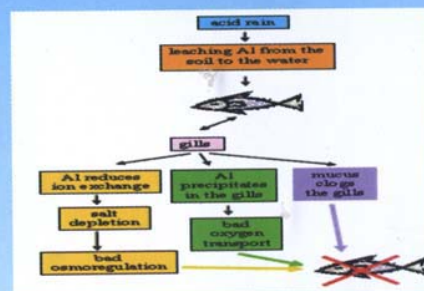 acid rain
leaching Al from the
soil to the water
gills
Al reduces
ion exchange
Al
precipitates
in the gills
mucus
clogs
the gills
salt
depletion
bad
oxygen
transport
bad
osmoregulation